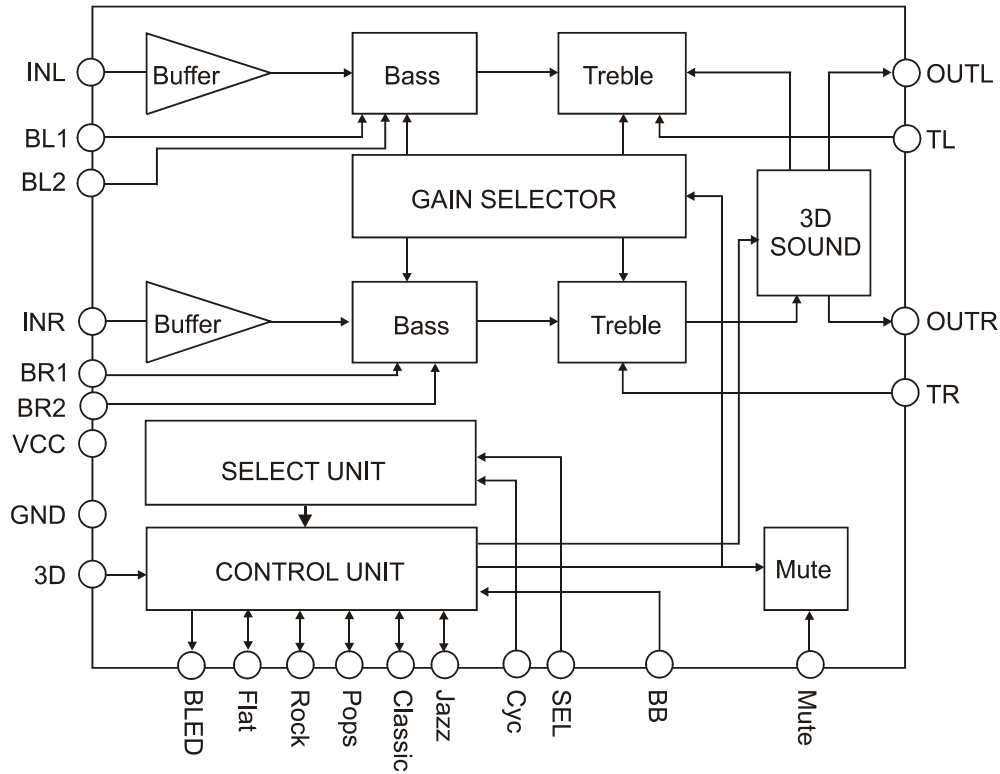 INL
Buffer
Bass
Treble
OUTL
BL1
TL
BL2
GAIN SELECTOR
3D
SOUND
INR
Buffer
Bass
Treble
OUTR
BR1
BR2
TR
VCC
SELECT UNIT
GND
3D
CONTROL UNIT
Mute
BLED
Flat
Rock
Pops
Classic
Jazz
Cyc
SEL
BB
Mute